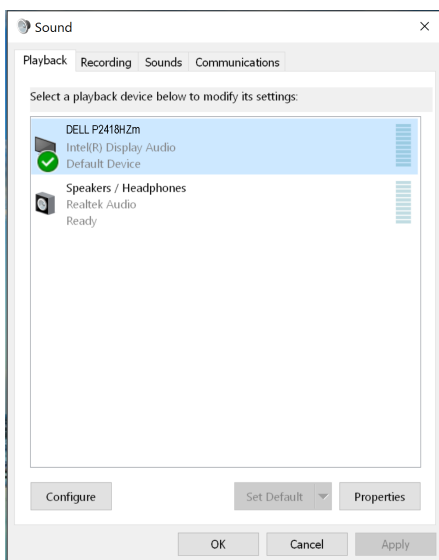 Sound
Playback Recording Sounds Communications
Select a playback device below to modify its settings:
DELL P2418HZm
Intel(R) Display Audio
Default Device
Speakers / Headphones
Realtek Audio
Ready
Configure Set Default Properties
OK Cancel Apply